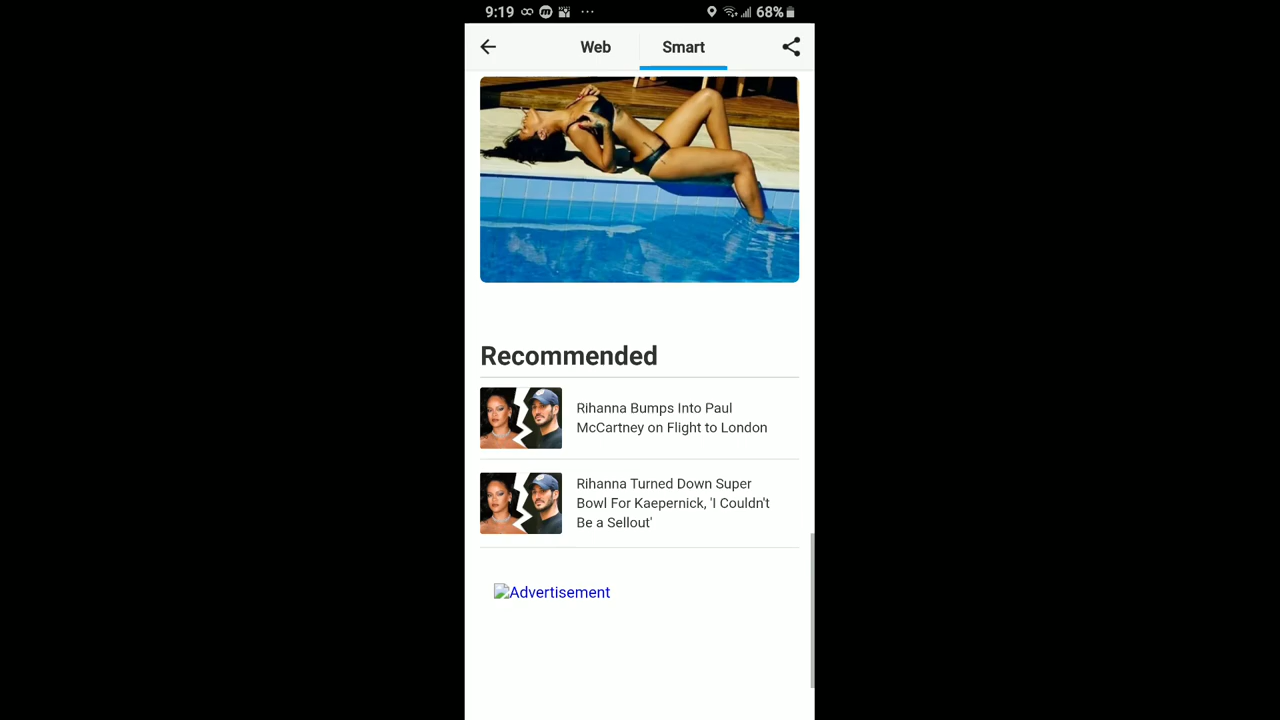 9:19 68%
Web Smart
Recommended
Rihanna Bumps Into Paul
McCartney on Flight to London
Rihanna Turned Down Super
Bowl For Kaepernick, 'I Couldn't
Be a Sellout'
Advertisement